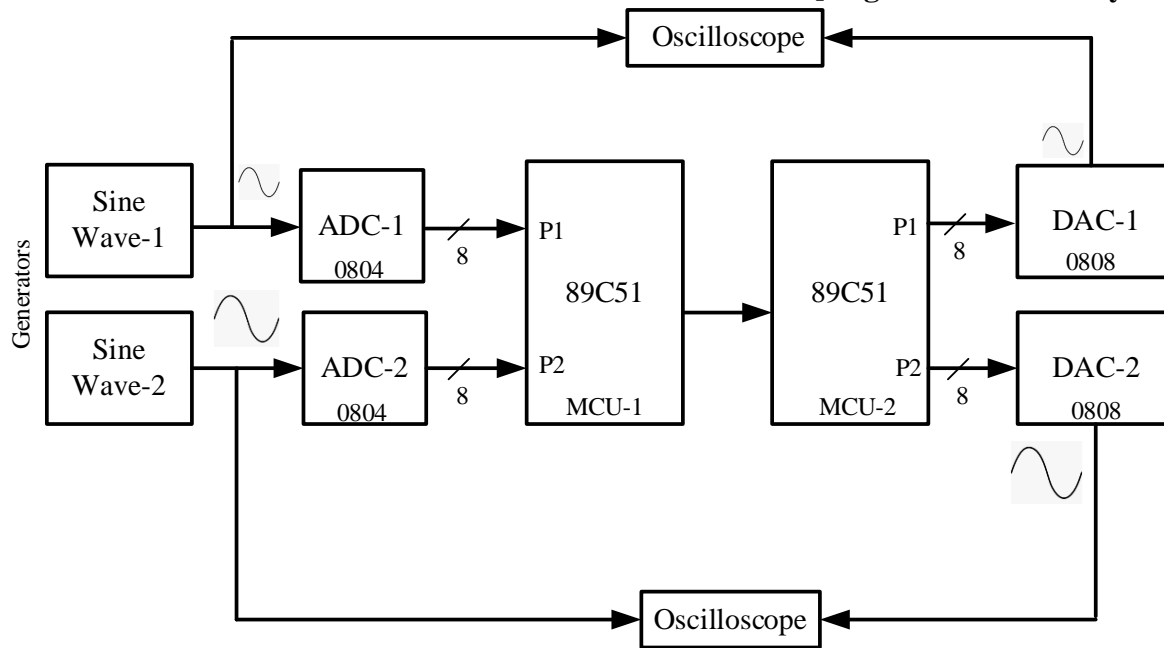 Oscilloscope
Generators
Sine
Wave-1
ADC-1
0804
8
P1
89C51
P2
MCU-1
89C51
P1
P2
MCU-2
8
DAC-1
0808
Sine
Wave-2
ADC-2
0804
8
8
DAC-2
0808
Oscilloscope